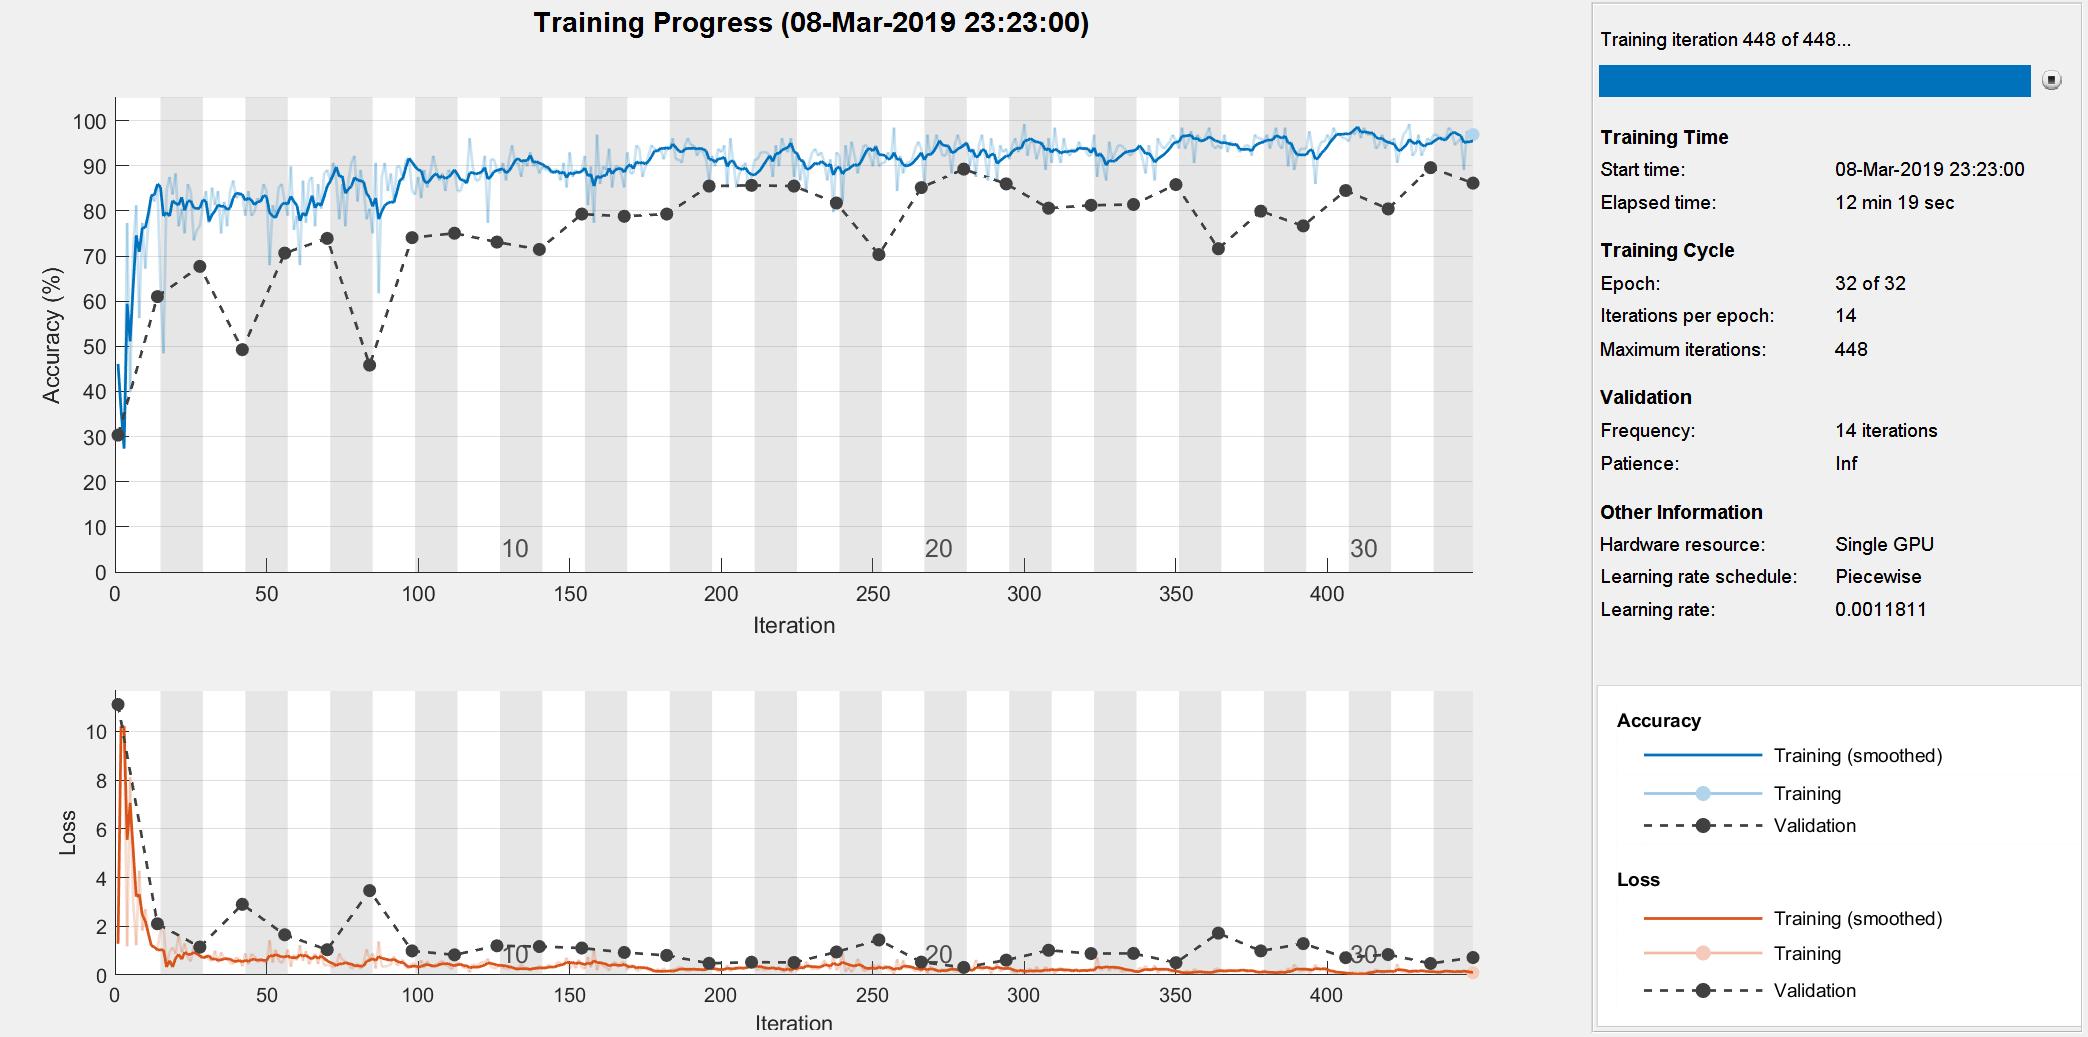 Training Progress (08-Mar-2019 23:23:00)
100
90
80
70
60
50
40
30
20
10
0
Accuracy (%)
10
20
30
0 50 100 150 200 250 300 350 400
Iteration
10
8
6
4
2
0
Loss
10
20
30
0 50 100 150 200 250 300 350 400
Iteration
Training iteration 448 of 448...
Training Time
Start time: 08-Mar-2019 23:23:00
Elapsed time: 12 min 19 sec
Training Cycle
Epoch: 32 of 32
Iterations per epoch: 14
Maximum iterations: 448
Validation
Frequency: 14 iterations
Patience: Inf
Other Information
Hardware resource: Single GPU
Learning rate schedule: Piecewise
Learning rate: 0.0011811
Accuracy
Training (smoothed)
Training
Validation
Loss
Training (smoothed)
Training
Validation